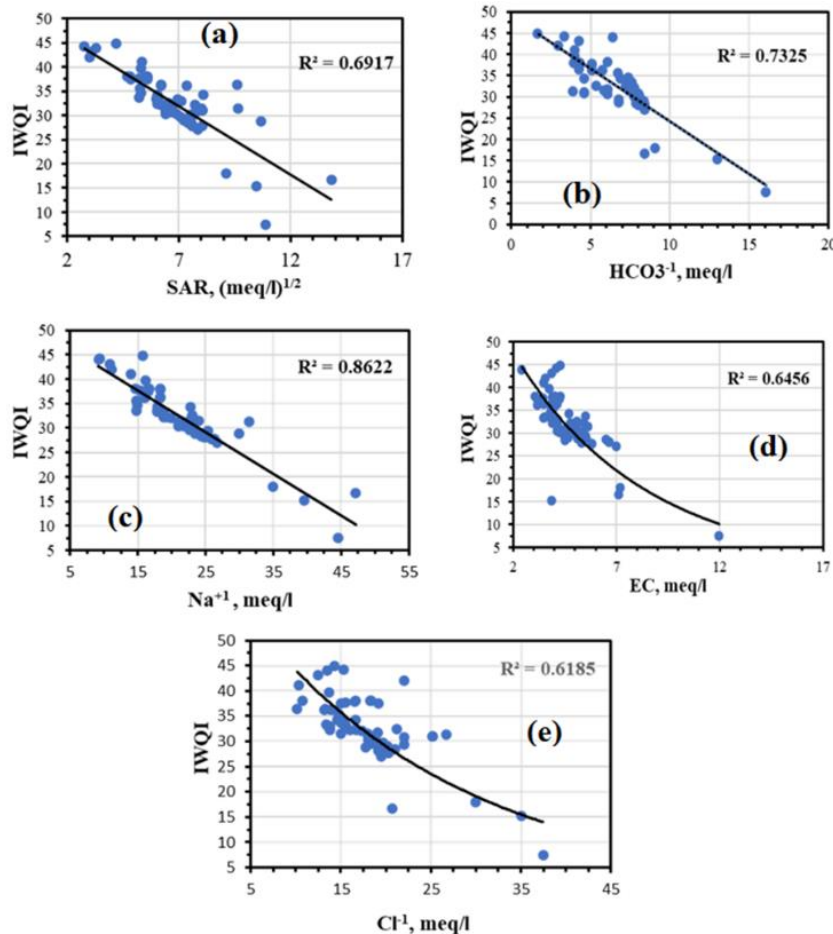 (a)
R² = 0.6917
50
45
40
35
30
25
20
15
10
5
IWQI
2 7 12 17
SAR, (meq/l)¹ᐟ²
R² = 0.7325
(b)
50
45
40
35
30
25
20
15
10
5
0
IWQI
0 5 10 15 20
HCO3⁻¹, meq/l
R² = 0.8622
(c)
50
45
40
35
30
25
20
15
10
5
IWQI
5 15 25 35 45 55
Na⁺¹, meq/l
R² = 0.6456
(d)
50
45
40
35
30
25
20
15
10
5
IWQI
2 7 12 17
EC, meq/l
R² = 0.6185
(e)
50
45
40
35
30
25
20
15
10
5
IWQI
5 15 25 35 45
Cl⁻¹, meq/l